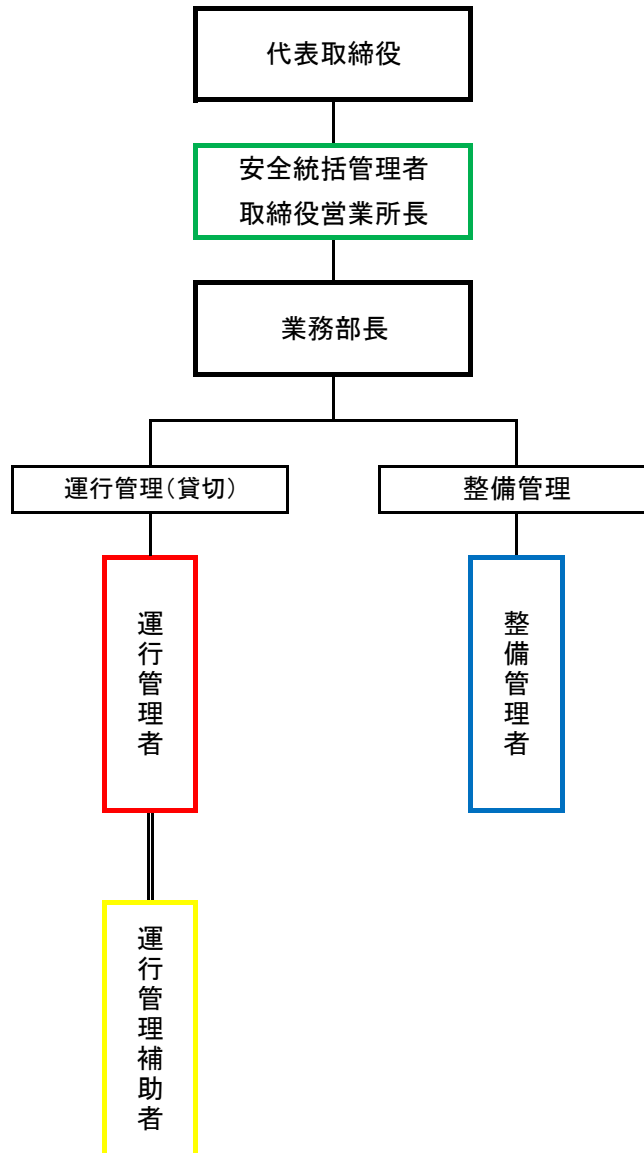 代表取締役
安全統括管理者
取締役営業所長
業務部長
運行管理（貸切）
整備管理
運行管理者
整備管理者
運行管理補助者